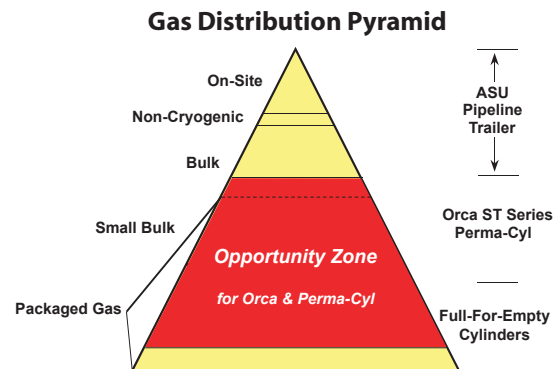 Gas Distribution Pyramid
On-Site
Non-Cryogenic
Bulk
Small Bulk
Packaged Gas
Opportunity Zone
for Orca & Perma-Cyl
ASU
Pipeline
Trailer
Orca ST Series
Perma-Cyl
Full-For-Empty
Cylinders